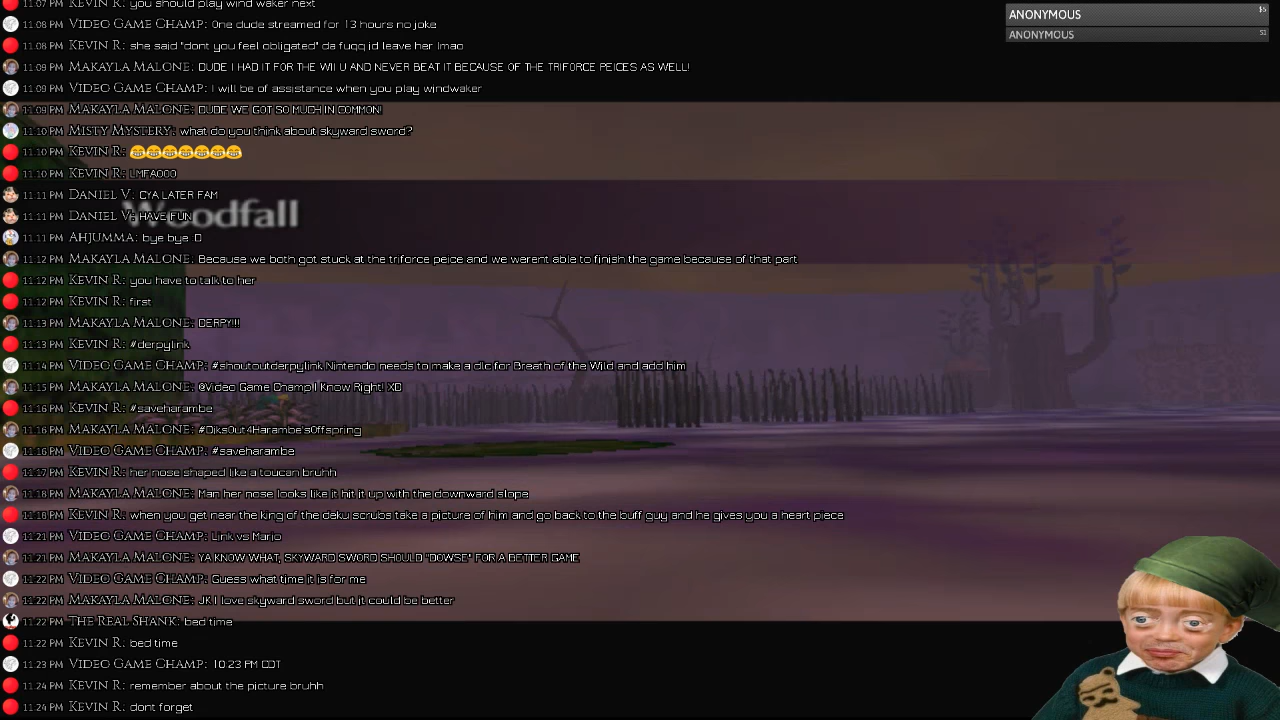 11:07 PM KEVIN R: you should play wind waker next
11:08 PM VIDEO GAME CHAMP: One dude streamed for 13 hours no joke
11:08 PM KEVIN R: she said "dont you feel obligated" da fuqq id leave her lmao
11:09 PM MAKAYLA MALONE: DUDE I HAD IT FOR THE WII U AND NEVER BEAT IT BECAUSE OF THE TRIFORCE PEICES AS WELL!
11:09 PM VIDEO GAME CHAMP: I will be of assistance when you play windwaker
11:09 PM MAKAYLA MALONE: DUDE WE GOT SO MUCH IN COMMON!
11:10 PM MISTY MYSTERY: what do you think about skyward sword?
11:10 PM KEVIN R: 😂😂😂😂😂😂😂
11:10 PM KEVIN R: LMFAOOO
11:11 PM DANIEL V: CYA LATER FAM
11:11 PM DANIEL V: HAVE FUN
Woodfall
11:11 PM AHJUMMA: bye bye :D
11:12 PM MAKAYLA MALONE: Because we both got stuck at the triforce peice and we werent able to finish the game because of that part
11:12 PM KEVIN R: you have to talk to her
11:12 PM KEVIN R: first
11:13 PM MAKAYLA MALONE: DERPY!!!
11:13 PM KEVIN R: #derpylink
11:14 PM VIDEO GAME CHAMP: #shoutoutderpylink Nintendo needs to make a dlc for Breath of the Wild and add him
11:15 PM MAKAYLA MALONE: @Video Game Champ I Know Right! XD
11:16 PM KEVIN R: #saveharambe
11:16 PM MAKAYLA MALONE: #Diks0ut4Harambe's0ffspring
11:16 PM VIDEO GAME CHAMP: #saveharambe
11:17 PM KEVIN R: her nose shaped like a toucan bruhh
11:18 PM MAKAYLA MALONE: Man her nose looks like it hit it up with the downward slope
11:18 PM KEVIN R: when you get near the king of the deku scrubs take a picture of him and go back to the buff guy and he gives you a heart piece
11:21 PM VIDEO GAME CHAMP: Link vs Mario
11:21 PM MAKAYLA MALONE: YA KNOW WHAT, SKYWARD SWORD SHOULD "DOWSE" FOR A BETTER GAME
11:22 PM VIDEO GAME CHAMP: Guess what time it is for me
11:22 PM MAKAYLA MALONE: JK I love skyward sword but it could be better
11:22 PM THE REAL SHANK: bed time
11:22 PM KEVIN R: bed time
11:23 PM VIDEO GAME CHAMP: 10:23 PM CDT
11:24 PM KEVIN R: remember about the picture bruhh
11:24 PM KEVIN R: dont forget
ANONYMOUS $5
ANONYMOUS $1